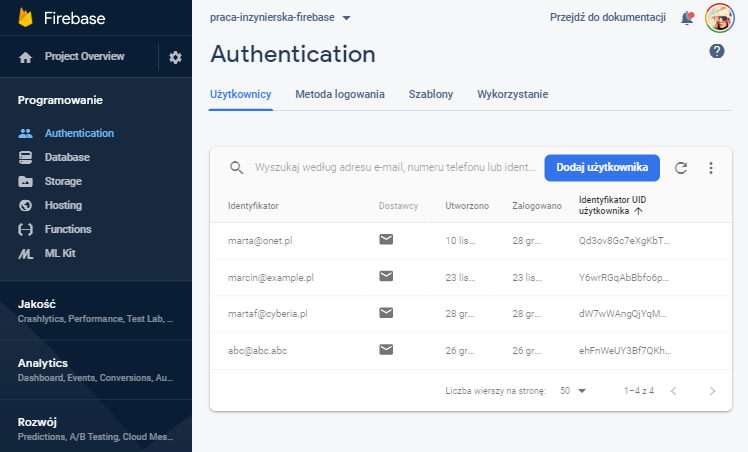 Firebase
Project Overview
Programowanie
Authentication
Database
Storage
Hosting
Functions
ML Kit
Jakość
Crashlytics, Performance, Test Lab, ...
Analytics
Dashboard, Events, Conversions, Au...
Rozwój
Predictions, A/B Testing, Cloud Mes...
praca-inzynierska-firebase
Przejdź do dokumentacji
Authentication
Użytkownicy Metoda logowania Szablony Wykorzystanie
Wyszukaj według adresu e-mail, numeru telefonu lub ident... Dodaj użytkownika
Identyfikator Dostawcy Utworzono Zalogowano Identyfikator UID
użytkownika
marta@onet.pl 10 lis... 28 gr... Qd3ov8Gc7eXgKbT...
marcin@example.pl 23 lis... 23 lis... Y6wrRGqAbBbfo6p...
martaf@cyberia.pl 28 gr... 28 gr... dW7wWAngQjYqM...
abc@abc.abc 26 gr... 26 gr... ehFnWeUY3Bf7QKh...
Liczba wierszy na stronę: 50 1–4 z 4